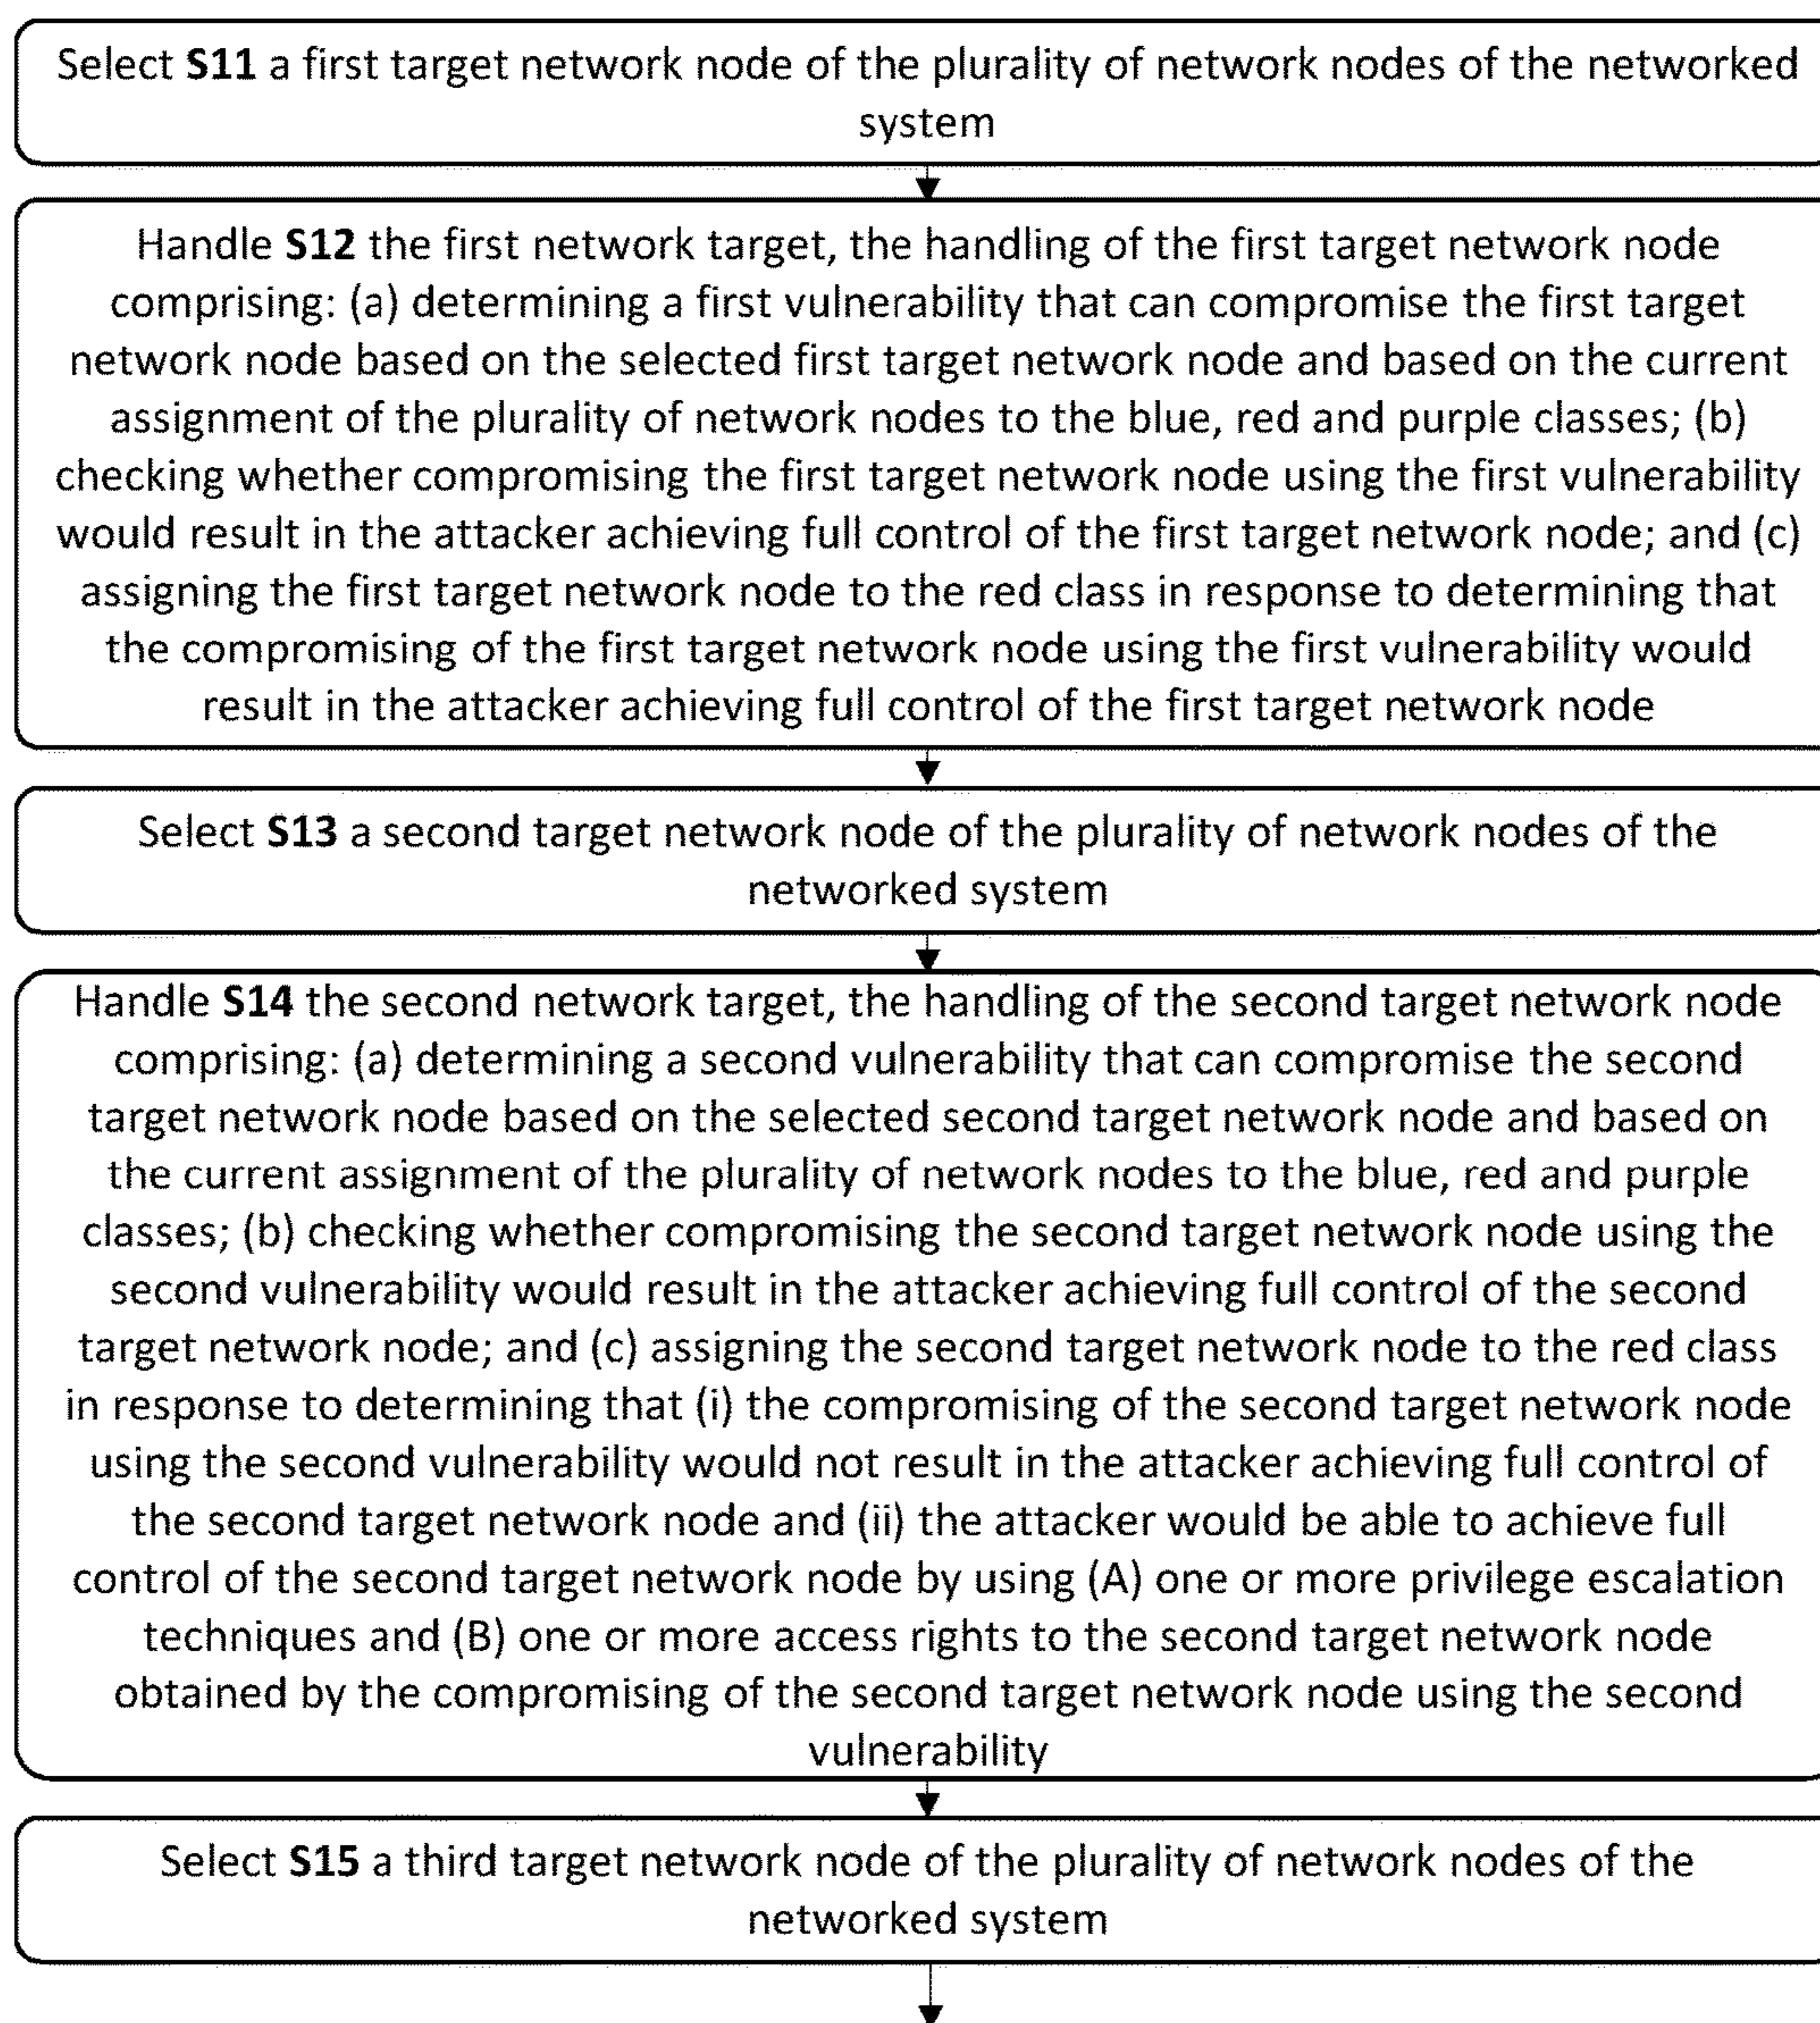 Select S11 a first target network node of the plurality of network nodes of the networked
system
Handle S12 the first network target, the handling of the first target network node
comprising: (a) determining a first vulnerability that can compromise the first target
network node based on the selected first target network node and based on the current
assignment of the plurality of network nodes to the blue, red and purple classes; (b)
checking whether compromising the first target network node using the first vulnerability
would result in the attacker achieving full control of the first target network node; and (c)
assigning the first target network node to the red class in response to determining that
the compromising of the first target network node using the first vulnerability would
result in the attacker achieving full control of the first target network node
Select S13 a second target network node of the plurality of network nodes of the
networked system
Handle S14 the second network target, the handling of the second target network node
comprising: (a) determining a second vulnerability that can compromise the second
target network node based on the selected second target network node and based on
the current assignment of the plurality of network nodes to the blue, red and purple
classes; (b) checking whether compromising the second target network node using the
second vulnerability would result in the attacker achieving full control of the second
target network node; and (c) assigning the second target network node to the red class
in response to determining that (i) the compromising of the second target network node
using the second vulnerability would not result in the attacker achieving full control of
the second target network node and (ii) the attacker would be able to achieve full
control of the second target network node by using (A) one or more privilege escalation
techniques and (B) one or more access rights to the second target network node
obtained by the compromising of the second target network node using the second
vulnerability
Select S15 a third target network node of the plurality of network nodes of the
networked system